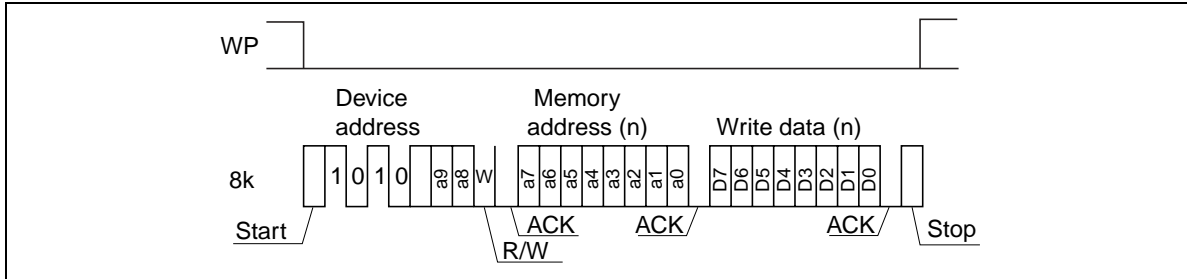 WP
Device address
Memory address (n)
Write data (n)
8k
1 0 1 0 a9 a8 W a7 a6 a5 a4 a3 a2 a1 a0 D7 D6 D5 D4 D3 D2 D1 D0
Start
ACK
ACK
ACK
Stop
R/W